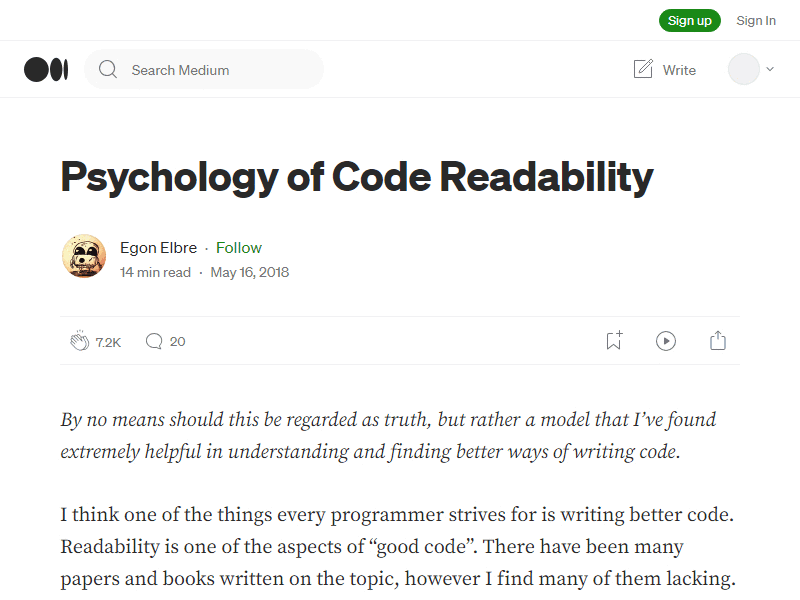 Sign up Sign In
Search Medium Write
Psychology of Code Readability
Egon Elbre · Follow
14 min read · May 16, 2018
7.2K 20
By no means should this be regarded as truth, but rather a model that I’ve found
extremely helpful in understanding and finding better ways of writing code.
I think one of the things every programmer strives for is writing better code.
Readability is one of the aspects of “good code”. There have been many
papers and books written on the topic, however I find many of them lacking.